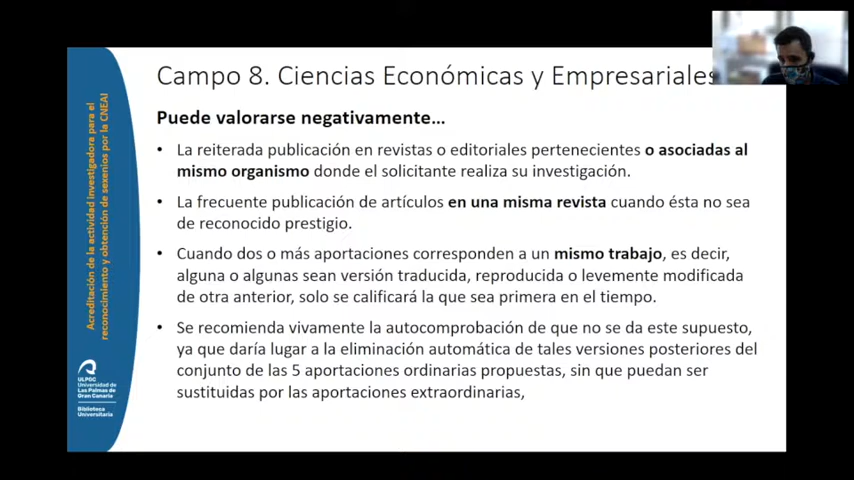 Campo 8. Ciencias Económicas y Empresariales
Puede valorarse negativamente...
• La reiterada publicación en revistas o editoriales pertenecientes o asociadas al
mismo organismo donde el solicitante realiza su investigación.
• La frecuente publicación de artículos en una misma revista cuando ésta no sea
de reconocido prestigio.
• Cuando dos o más aportaciones corresponden a un mismo trabajo, es decir,
alguna o algunas sean versión traducida, reproducida o levemente modificada
de otra anterior, solo se calificará la que sea primera en el tiempo.
• Se recomienda vivamente la autocomprobación de que no se da este supuesto,
ya que daría lugar a la eliminación automática de tales versiones posteriores del
conjunto de las 5 aportaciones ordinarias propuestas, sin que puedan ser
sustituidas por las aportaciones extraordinarias,
Acreditación de la actividad investigadora para el
reconocimiento y obtención de sexenios por la CNEAI
ULPGC
Universidad de
Las Palmas de
Gran Canaria
Biblioteca
Universitaria